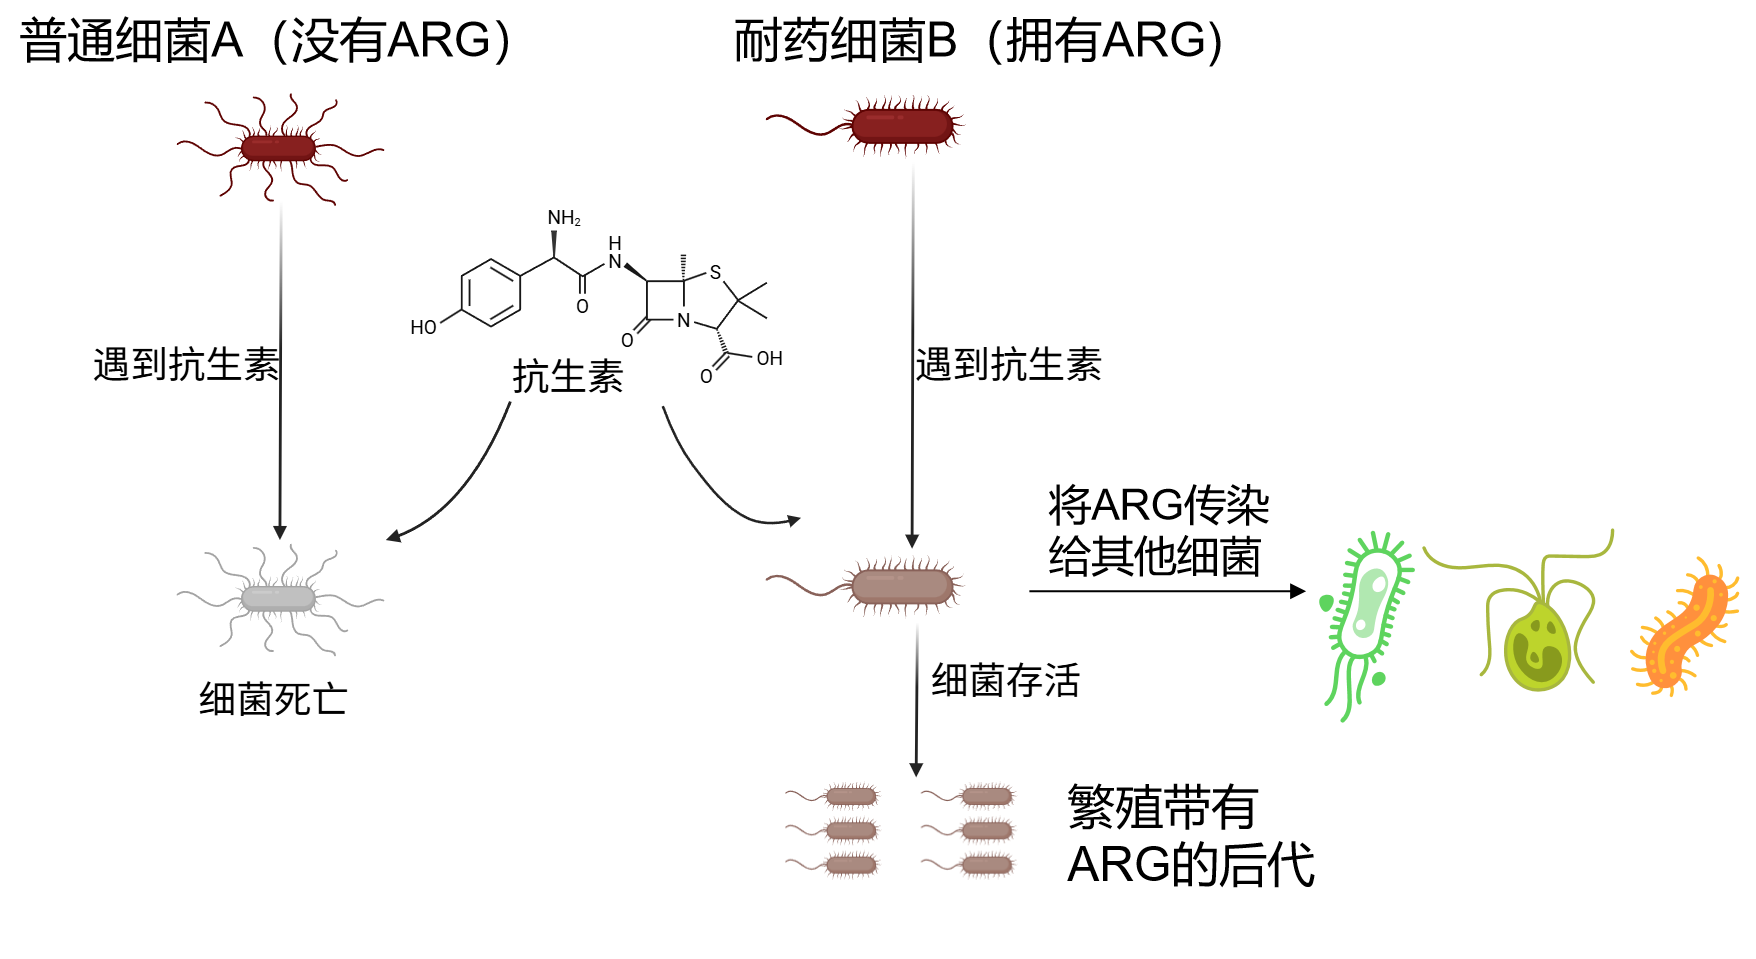 普通细菌A（没有ARG）
耐药细菌B（拥有ARG）
NH2
H
N
S
O
HO
N
O
OH
O
遇到抗生素
抗生素
遇到抗生素
将ARG传染
给其他细菌
细菌死亡
细菌存活
繁殖带有
ARG的后代